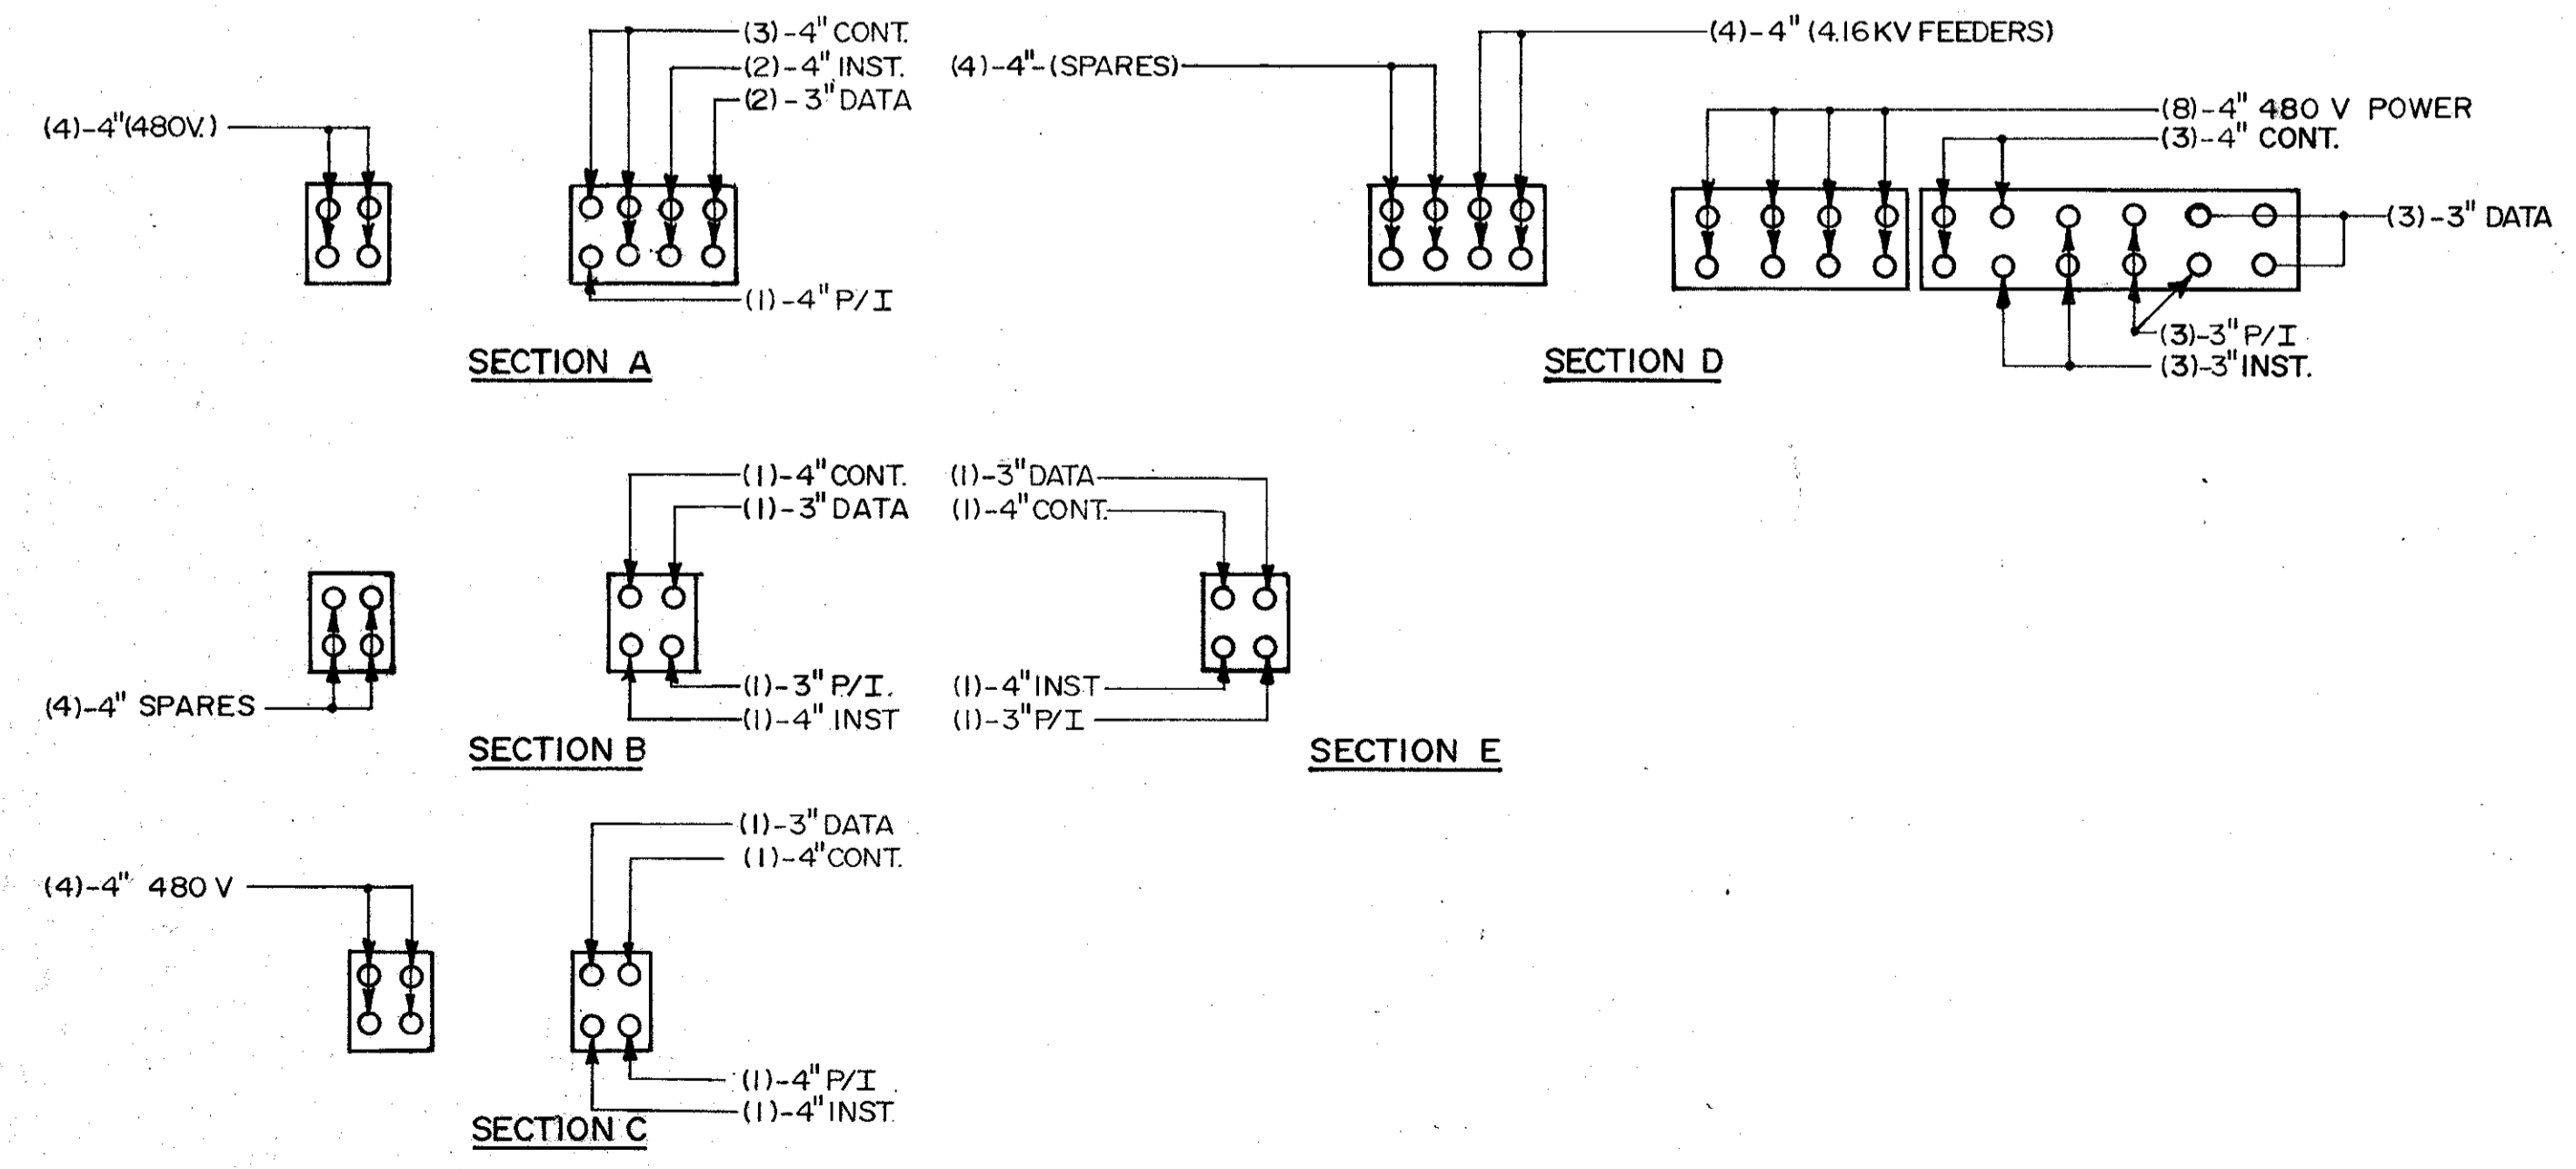 (3)-4" CONT.
(2)-4" INST.
(2)-3" DATA
(4)-4"(480V.)
(1)-4" P/I
SECTION A
(4)-4"-(SPARES)
(4)-4" (4.16KV FEEDERS)
(8)-4" 480 V POWER
(3)-4" CONT.
(3)-3" DATA
(3)-3" P/I
(3)-3" INST.
SECTION D
(1)-4" CONT.
(1)-3" DATA
(4)-4" SPARES
(1)-3" P/I.
(1)-4" INST
SECTION B
(1)-3" DATA
(1)-4" CONT.
(1)-4" INST
(1)-3" P/I
SECTION E
(1)-3" DATA
(1)-4" CONT.
(4)-4" 480 V
(1)-4" P/I
(1)-4" INST.
SECTION C